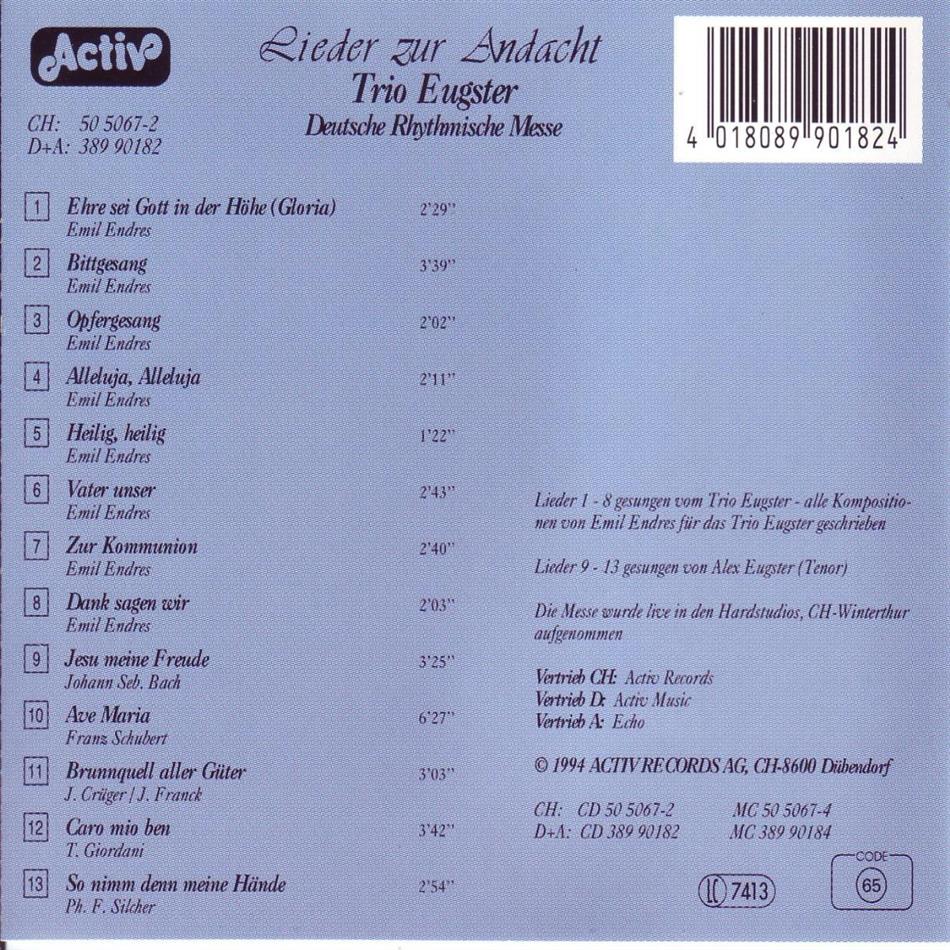 Activ
CH: 50 5067-2
D+A: 389 90182
Lieder zur Andacht
Trio Eugster
Deutsche Rhythmische Messe
4 018089 901824
1 Ehre sei Gott in der Höhe (Gloria) 2'29''
Emil Endres
2 Bittgesang 3'39''
Emil Endres
3 Opfergesang 2'02''
Emil Endres
4 Alleluja, Alleluja 2'11''
Emil Endres
5 Heilig, heilig 1'22''
Emil Endres
6 Vater unser 2'43''
Emil Endres
7 Zur Kommunion 2'40''
Emil Endres
8 Dank sagen wir 2'03''
Emil Endres
9 Jesu meine Freude 3'25''
Johann Seb. Bach
10 Ave Maria 6'27''
Franz Schubert
11 Brunnquell aller Güter 3'03''
J. Crüger / J. Franck
12 Caro mio ben 3'42''
T. Giordani
13 So nimm denn meine Hände 2'54''
Ph. F. Silcher
Lieder 1 - 8 gesungen vom Trio Eugster - alle Kompositio-
nen von Emil Endres für das Trio Eugster geschrieben
Lieder 9 - 13 gesungen von Alex Eugster (Tenor)
Die Messe wurde live in den Hardstudios, CH-Winterthur
aufgenommen
Vertrieb CH: Activ Records
Vertrieb D: Activ Music
Vertrieb A: Echo
© 1994 ACTIV RECORDS AG, CH-8600 Dübendorf
CH: CD 50 5067-2 MC 50 5067-4
D+A: CD 389 90182 MC 389 90184
LC 7413
CODE
65